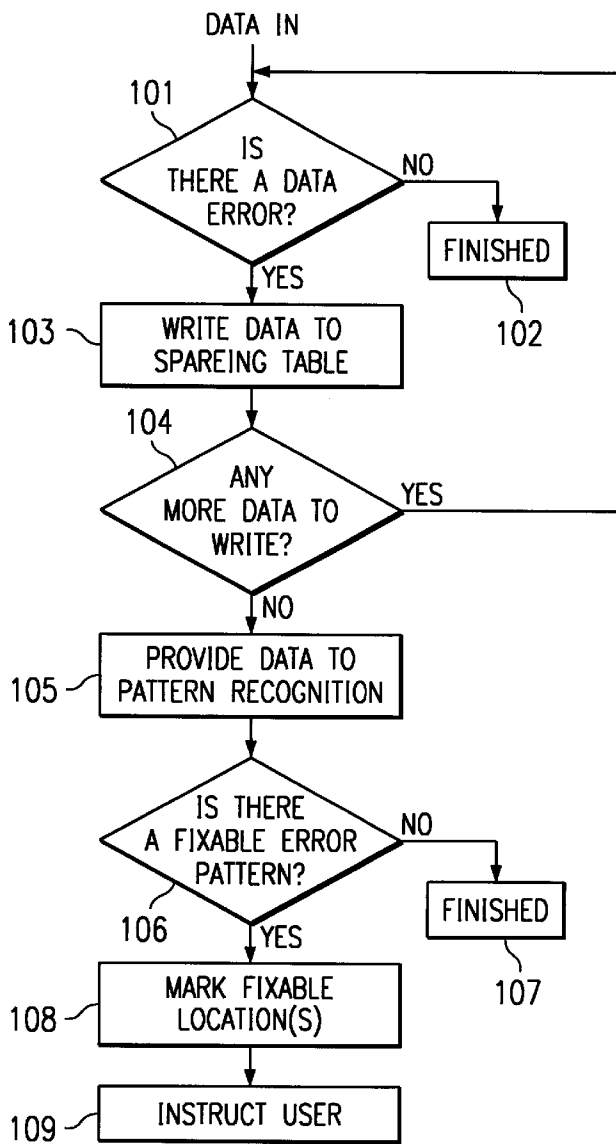 DATA IN
101
IS
THERE A DATA
ERROR?
NO
FINISHED
102
YES
103
WRITE DATA TO
SPAREING TABLE
104
ANY
MORE DATA TO
WRITE?
YES
NO
105
PROVIDE DATA TO
PATTERN RECOGNITION
IS THERE
A FIXABLE ERROR
PATTERN?
NO
106
FINISHED
107
YES
108
MARK FIXABLE
LOCATION(S)
109
INSTRUCT USER